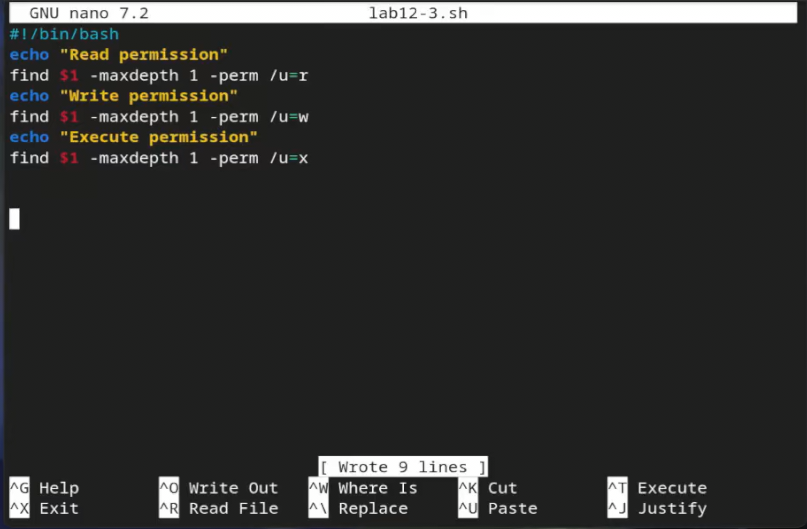 GNU nano 7.2 lab12-3.sh
#!/bin/bash
echo "Read permission"
find $1 -maxdepth 1 -perm /u=r
echo "Write permission"
find $1 -maxdepth 1 -perm /u=w
echo "Execute permission"
find $1 -maxdepth 1 -perm /u=x
[ Wrote 9 lines ]
^G Help ^O Write Out ^W Where Is ^K Cut ^T Execute
^X Exit ^R Read File ^\ Replace ^U Paste ^J Justify